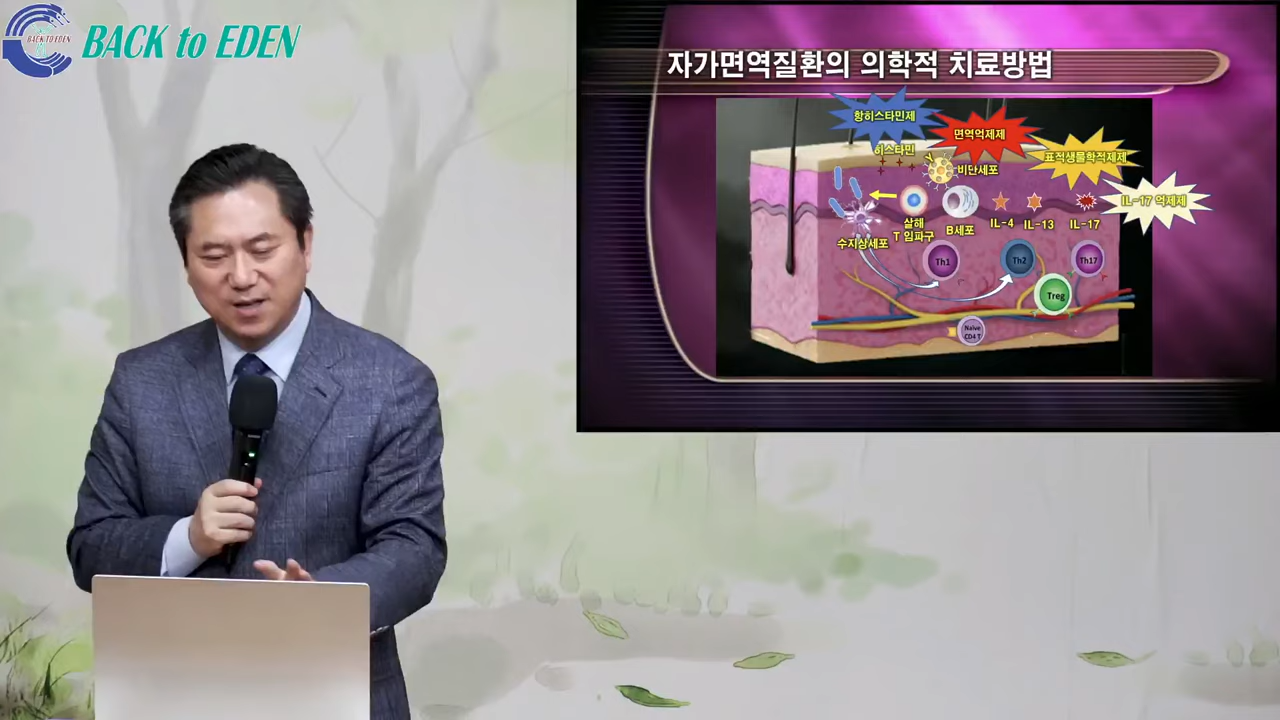 BACK TO EDEN
BACK to EDEN
자가면역질환의 의학적 치료방법
항히스타민제
면역억제제
표적생물학적제제
IL-17 억제제
히스타민
비만세포
수지상세포
살해
T 임파구
B세포
IL-4
IL-13
IL-17
Th1
Th2
Th17
Treg
Naive
CD4 T